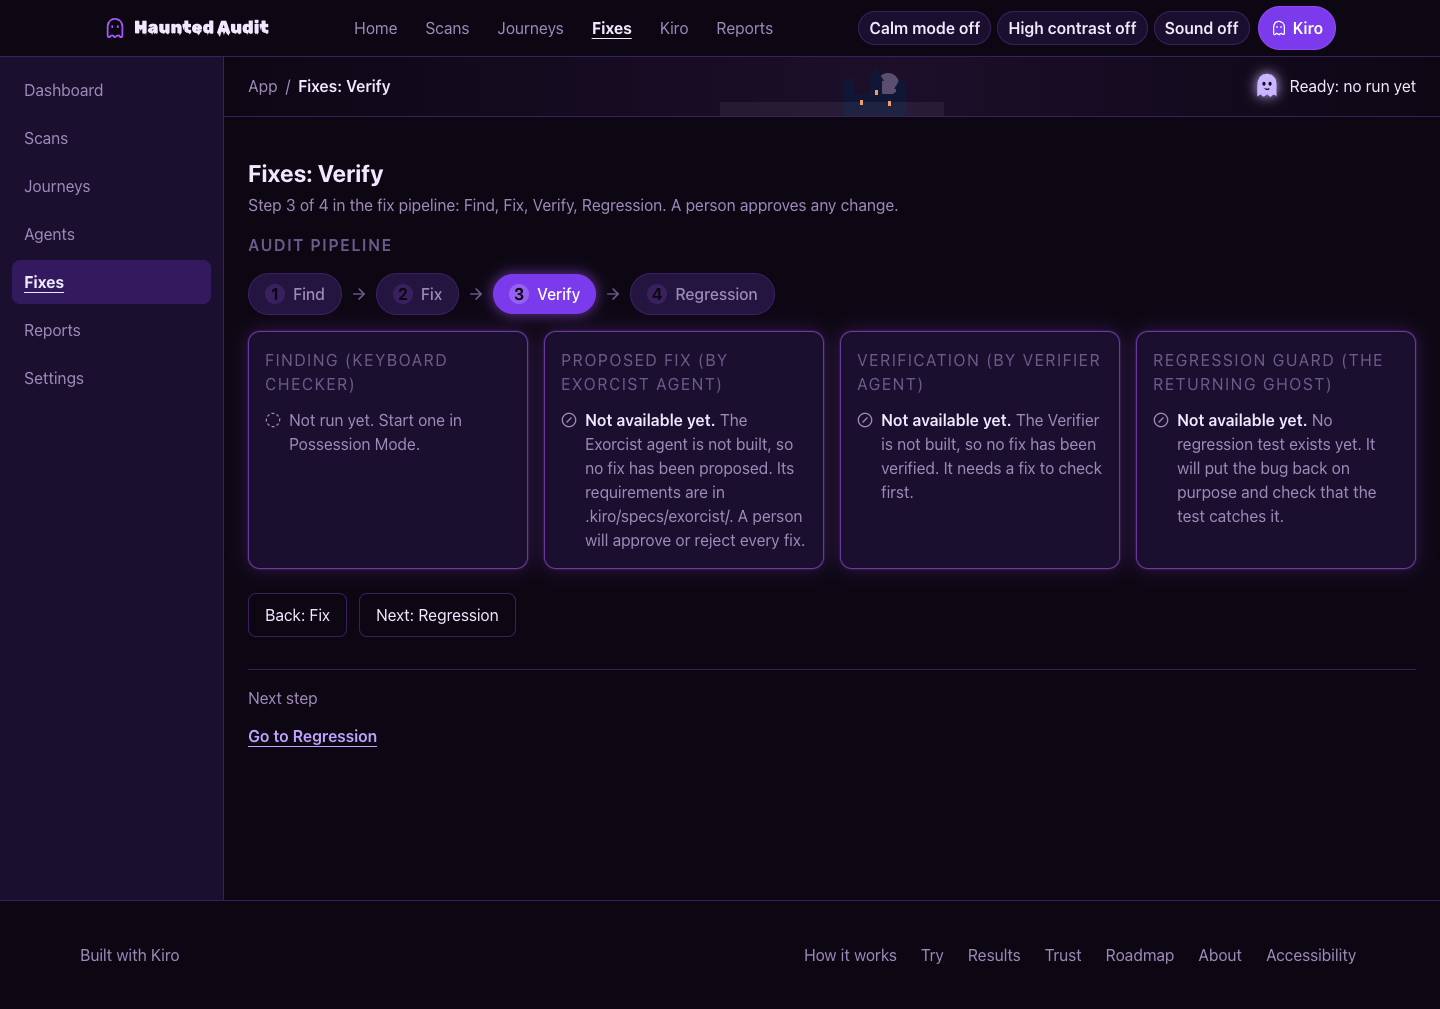 Haunted Audit
Home
Scans
Journeys
Fixes
Kiro
Reports
Calm mode off
High contrast off
Sound off
Kiro
Dashboard
Scans
Journeys
Agents
Fixes
Reports
Settings
App / Fixes: Verify
Ready: no run yet
Fixes: Verify
Step 3 of 4 in the fix pipeline: Find, Fix, Verify, Regression. A person approves any change.
AUDIT PIPELINE
1 Find
2 Fix
3 Verify
4 Regression
FINDING (KEYBOARD
CHECKER)
Not run yet. Start one in
Possession Mode.
PROPOSED FIX (BY
EXORCIST AGENT)
Not available yet. The
Exorcist agent is not built, so
no fix has been proposed. Its
requirements are in
.kiro/specs/exorcist/. A person
will approve or reject every fix.
VERIFICATION (BY VERIFIER
AGENT)
Not available yet. The Verifier
is not built, so no fix has been
verified. It needs a fix to check
first.
REGRESSION GUARD (THE
RETURNING GHOST)
Not available yet. No
regression test exists yet. It
will put the bug back on
purpose and check that the
test catches it.
Back: Fix
Next: Regression
Next step
Go to Regression
Built with Kiro
How it works
Try
Results
Trust
Roadmap
About
Accessibility